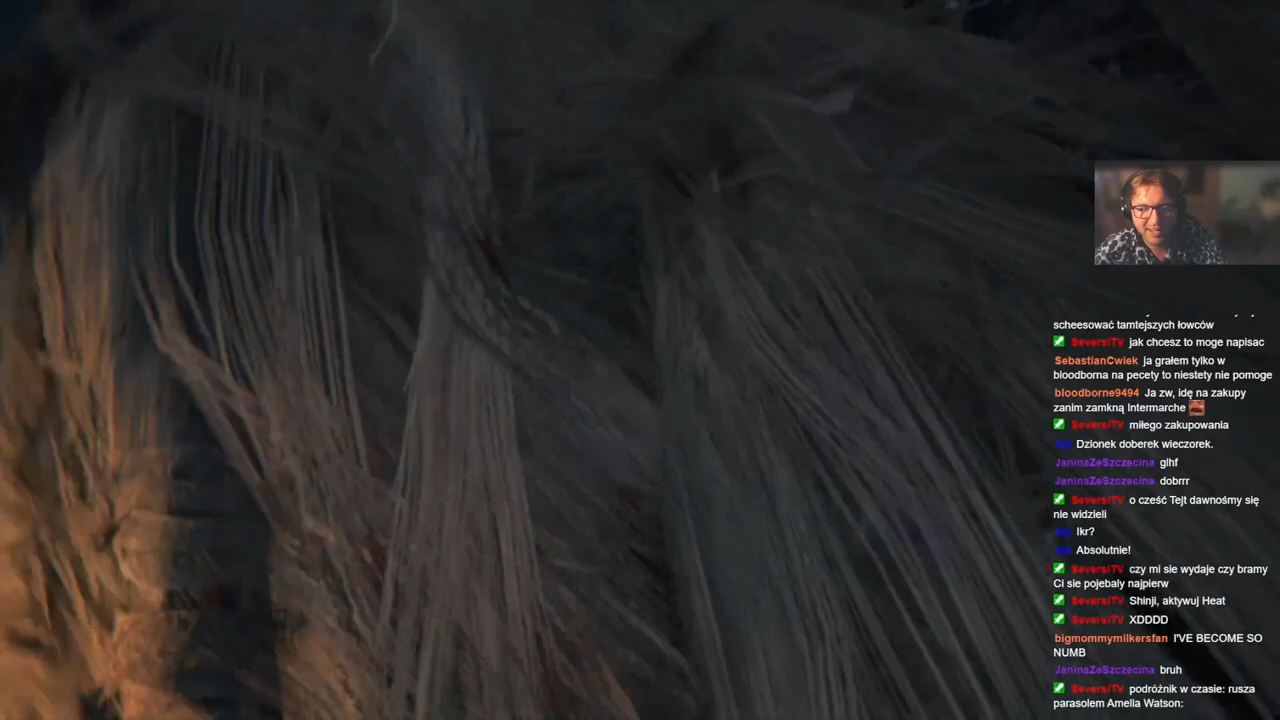 scheesować tamtejszych łowców
SeversiTV jak chcesz to moge napisac
SebastianCwiek ja grałem tylko w
bloodborna na pecety to niestety nie pomoge
bloodborne9494 Ja zw, idę na zakupy
zanim zamkną Intermarche
SeversiTV miłego zakupowania
Dzionek doberek wieczorek.
JaninaZeSzczecina glhf
JaninaZeSzczecina dobrrr
SeversiTV o cześć Tejt dawnośmy się
nie widzieli
Ikr?
Absolutnie!
SeversiTV czy mi sie wydaje czy bramy
Ci sie pojebaly najpierw
SeversiTV Shinji, aktywuj Heat
SeversiTV XDDDD
bigmommymilkersfan I'VE BECOME SO
NUMB
JaninaZeSzczecina bruh
SeversiTV podróżnik w czasie: rusza
parasolem Amelia Watson: